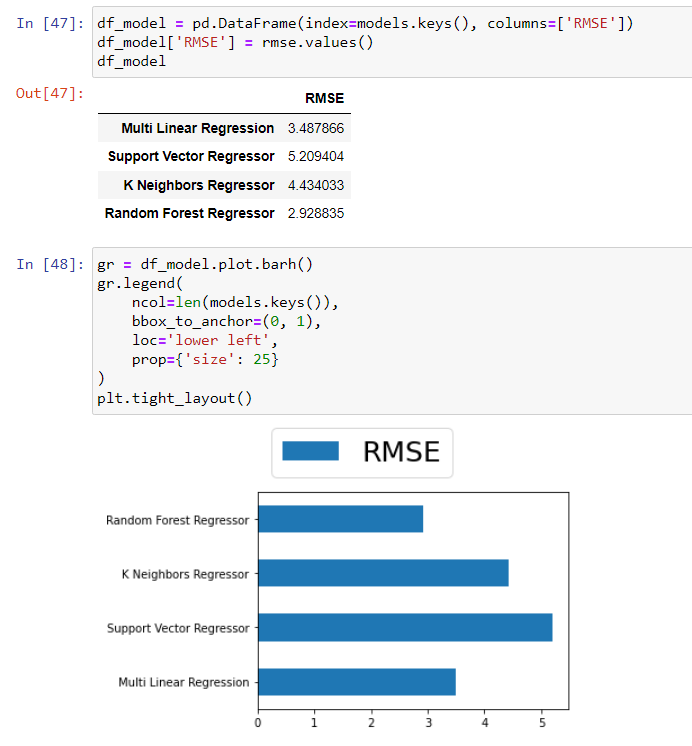 In [47]: df_model = pd.DataFrame(index=models.keys(), columns=['RMSE'])
df_model['RMSE'] = rmse.values()
df_model
Out[47]:
RMSE
Multi Linear Regression 3.487866
Support Vector Regressor 5.209404
K Neighbors Regressor 4.434033
Random Forest Regressor 2.928835
In [48]: gr = df_model.plot.barh()
gr.legend(
    ncol=len(models.keys()),
    bbox_to_anchor=(0, 1),
    loc='lower left',
    prop={'size': 25}
)
plt.tight_layout()
RMSE
Random Forest Regressor
K Neighbors Regressor
Support Vector Regressor
Multi Linear Regression
0 1 2 3 4 5